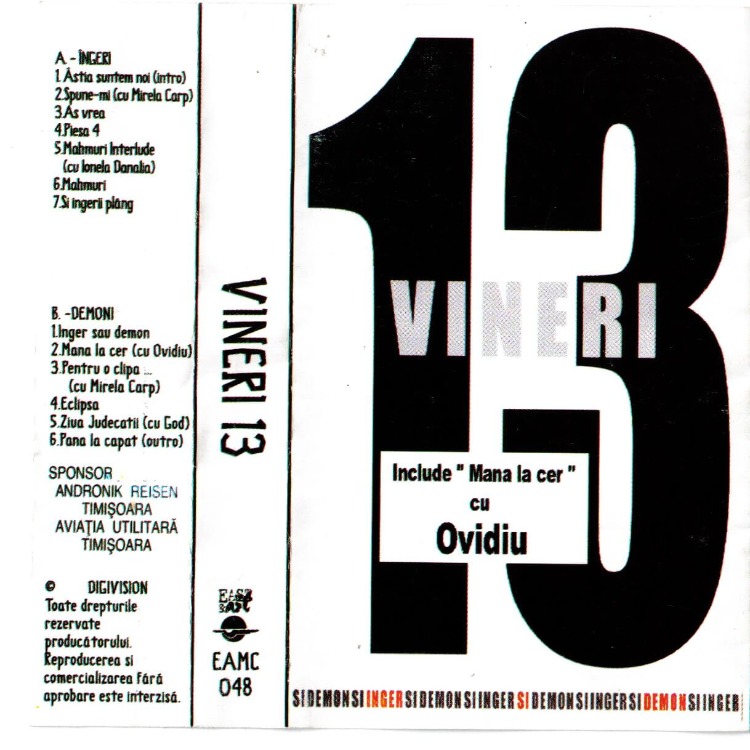 A. - ÎNGERI
1. Ăstia suntem noi (intro)
2.Spune-mi (cu Mirela Carp)
3.As vrea
4.Piesa 4
5.Mahmuri Interlude
(cu Ionela Danalia)
6.Mahmuri
7.Si ingerii plâng
B. -DEMONI
1.Inger sau demon
2.Mana la cer (cu Ovidiu)
3.Pentru o clipa ...
(cu Mirela Carp)
4.Eclipsa
5.Ziua Judecatii (cu God)
6.Pana la capat (outro)
SPONSOR
ANDRONIK REISEN
TIMIȘOARA
AVIAȚIA UTILITARĂ
TIMIȘOARA
© DIGIVISION
Toate drepturile
rezervate
producătorului.
Reproducerea si
comercializarea fără
aprobare este interzisă.
VINERI 13
EAMC
048
13
VINERI
Include " Mana la cer "
cu
Ovidiu
SIDEMONSIINGERSIDEMONSIINGERSIDEMONSIINGERSIDEMONSIINGER